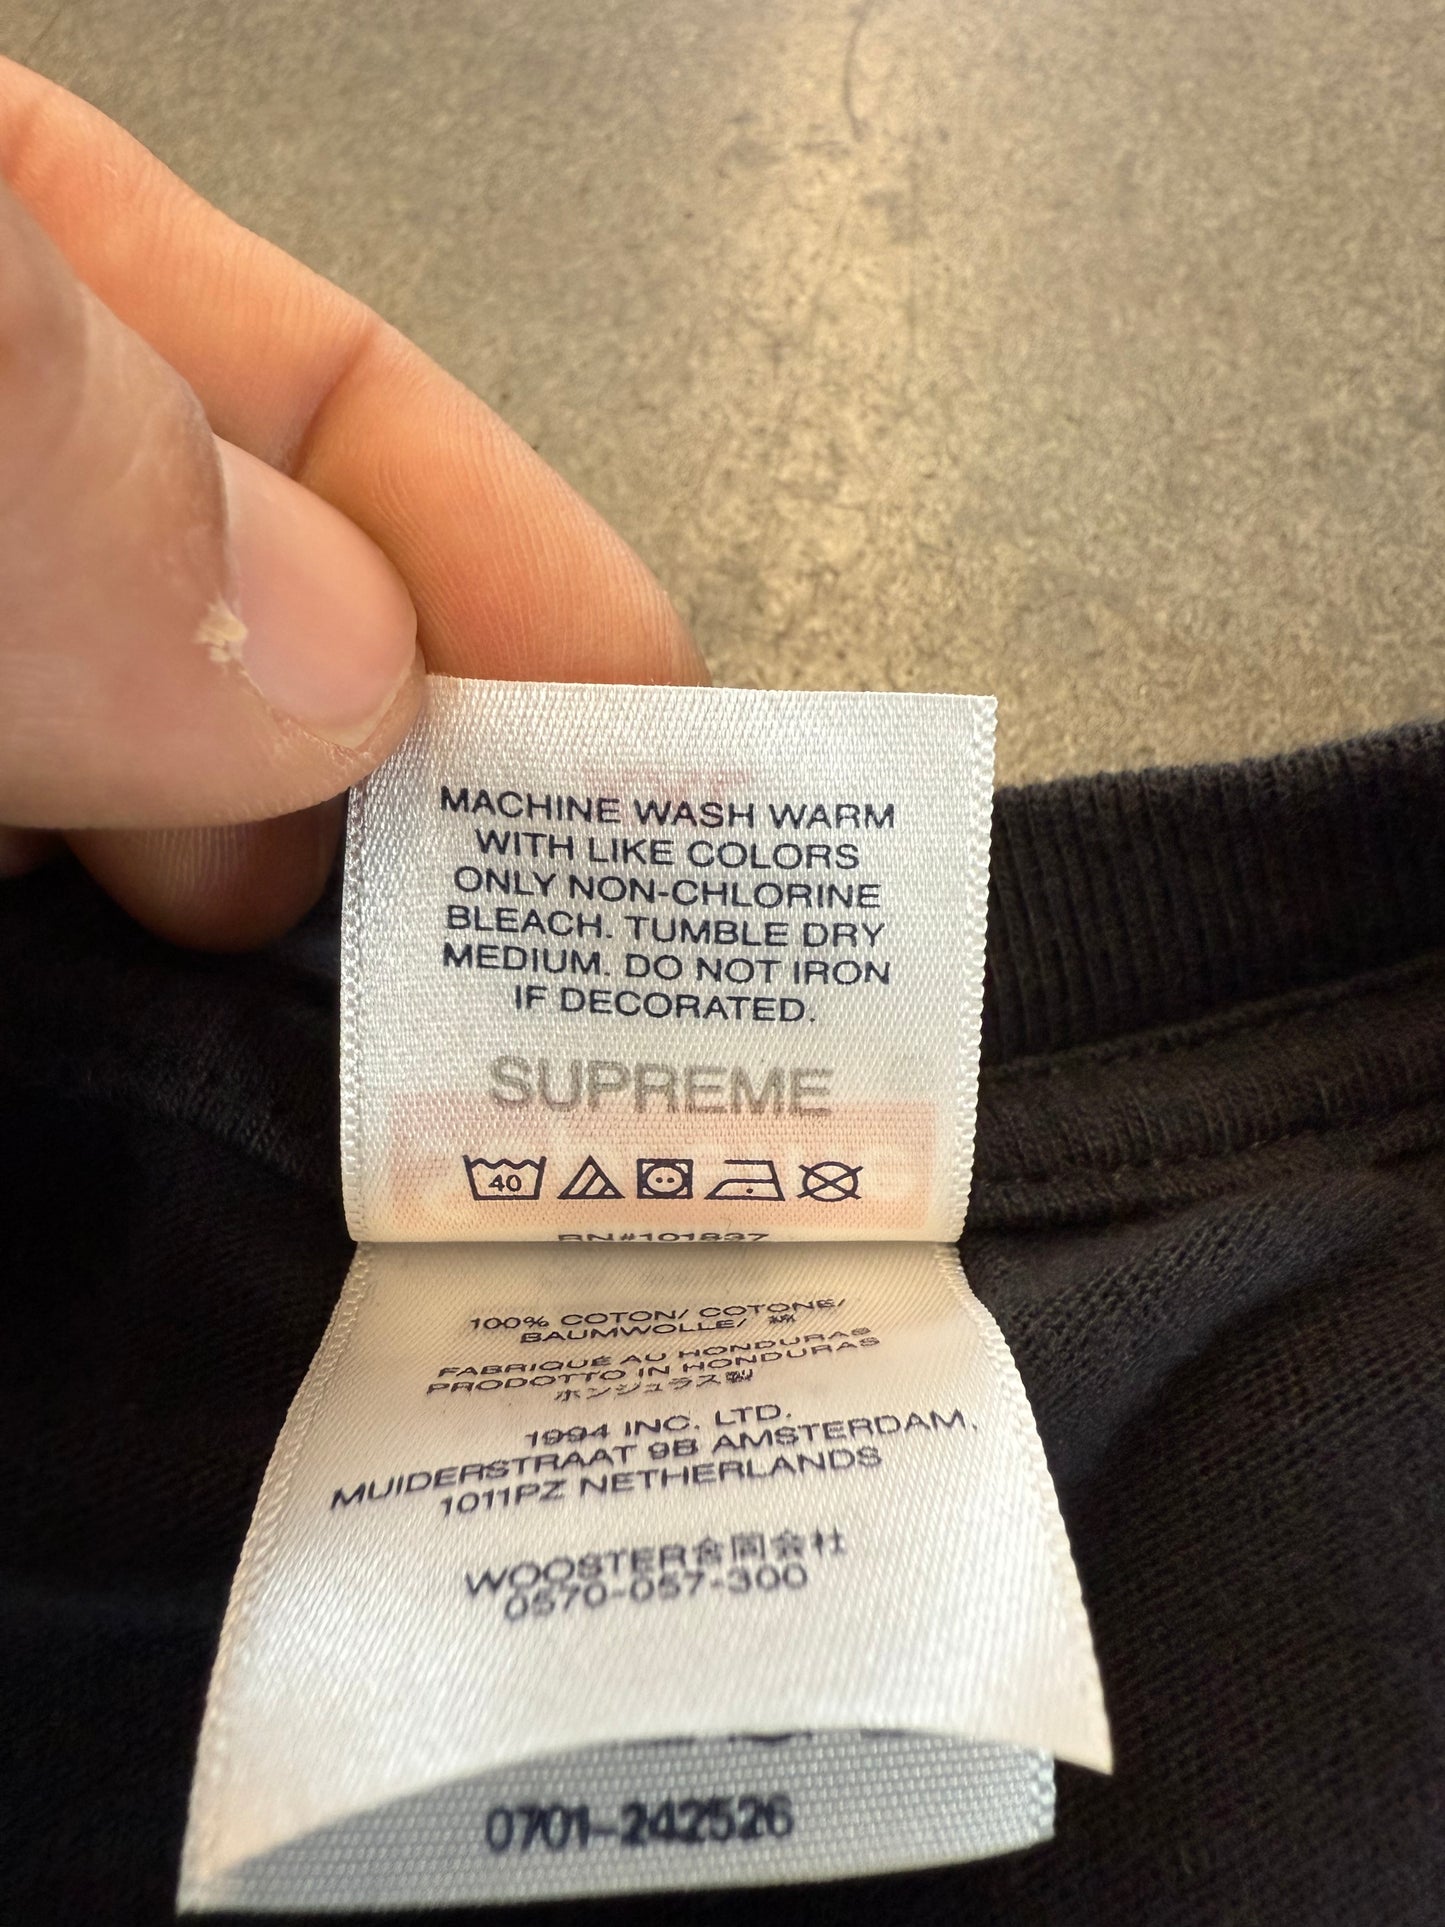 MACHINE WASH WARM
WITH LIKE COLORS
ONLY NON-CHLORINE
BLEACH. TUMBLE DRY
MEDIUM. DO NOT IRON
IF DECORATED.
SUPREME
40
RN#101837
100% COTON/ COTONE/
BAUMWOLLE/ 綿
FABRIQUÉ AU HONDURAS
PRODOTTO IN HONDURAS
ホンジュラス製
1994 INC. LTD.
MUIDERSTRAAT 9B AMSTERDAM,
1011PZ NETHERLANDS
WOOSTER合同会社
0570-057-300
0701-242526